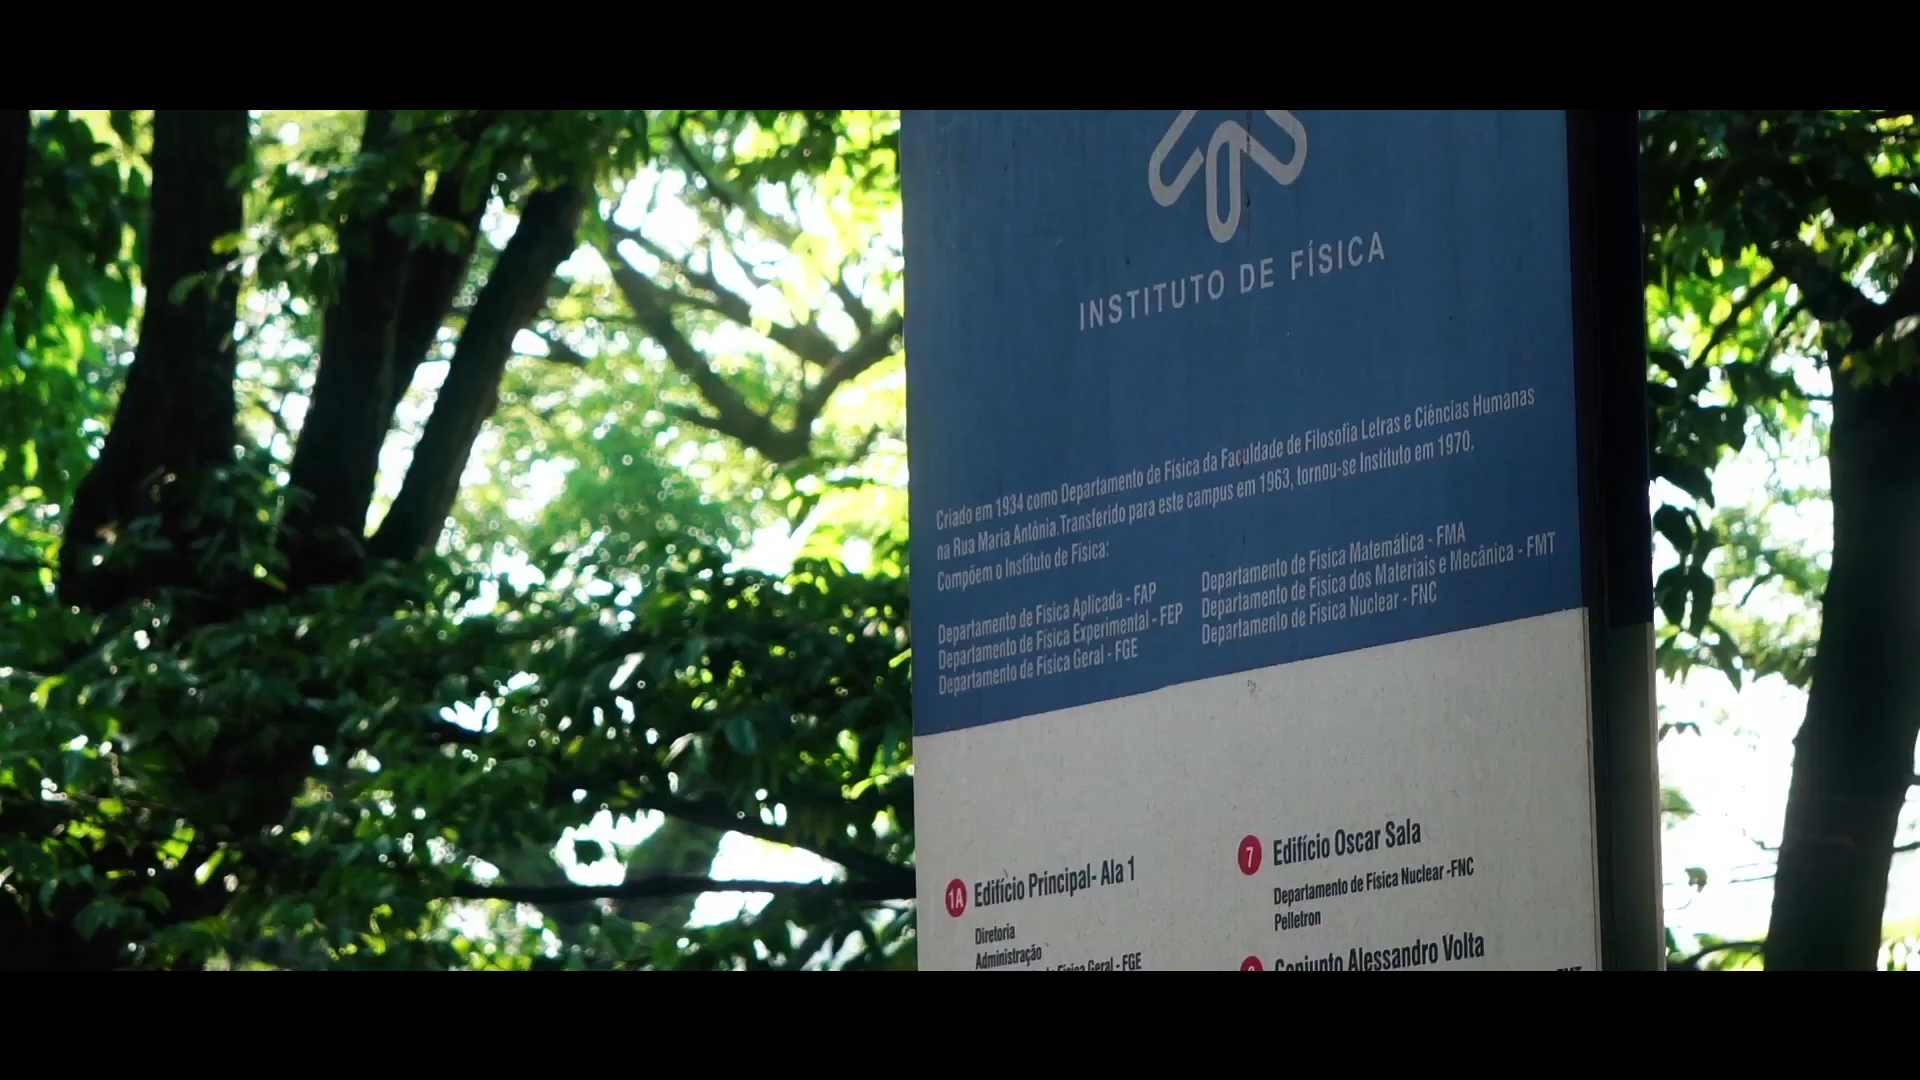 INSTITUTO DE FÍSICA
Criado em 1934 como Departamento de Física da Faculdade de Filosofia Letras e Ciências Humanas
na Rua Maria Antônia. Transferido para este campus em 1963, tornou-se Instituto em 1970.
Compõem o Instituto de Física:
Departamento de Física Aplicada - FAP
Departamento de Física Experimental - FEP
Departamento de Física Geral - FGE
Departamento de Física Matemática - FMA
Departamento de Física dos Materiais e Mecânica - FMT
Departamento de Física Nuclear - FNC
1A Edifício Principal- Ala 1
Diretoria
Administração
Física Geral - FGE
7 Edifício Oscar Sala
Departamento de Física Nuclear -FNC
Pelletron
Conjunto Alessandro Volta